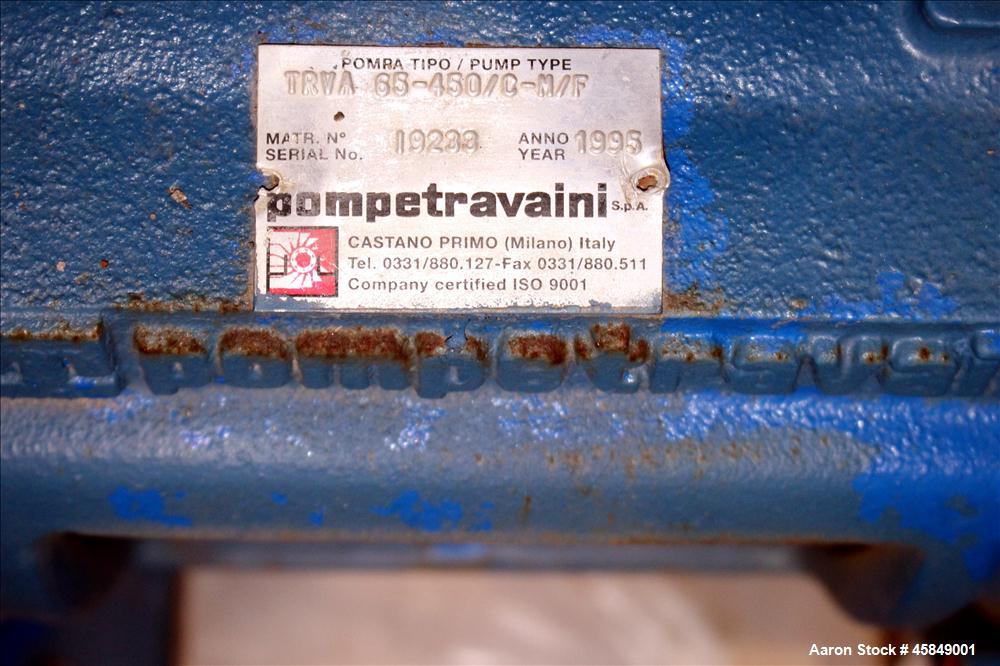 POMPA TIPO / PUMP TYPE
TRVA 65-450/C-M/F
MATR. N° 19233 ANNO 1995
SERIAL No. YEAR
pompetravaini S.p.A.
CASTANO PRIMO (Milano) Italy
Tel. 0331/880.127-Fax 0331/880.511
Company certified ISO 9001
pompetrava
Aaron Stock # 45849001